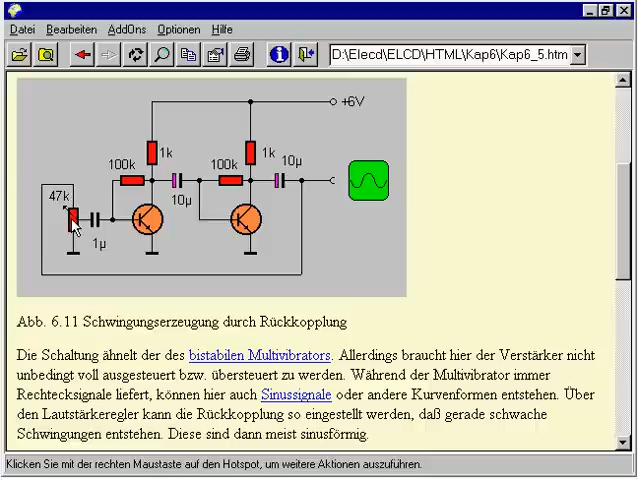 Datei Bearbeiten AddOns Optionen Hilfe
D:\Elecd\ELCD\HTML\Kap6\Kap6_5.htm
+6V
1k
1k
10µ
100k
100k
47k
10µ
1µ
Abb. 6.11 Schwingungserzeugung durch Rückkopplung
Die Schaltung ähnelt der des bistabilen Multivibrators. Allerdings braucht hier der Verstärker nicht
unbedingt voll ausgesteuert bzw. übersteuert zu werden. Während der Multivibrator immer
Rechtecksignale liefert, können hier auch Sinussignale oder andere Kurvenformen entstehen. Über
den Lautstärkeregler kann die Rückkopplung so eingestellt werden, daß gerade schwache
Schwingungen entstehen. Diese sind dann meist sinusförmig.
Klicken Sie mit der rechten Maustaste auf den Hotspot, um weitere Aktionen auszuführen.